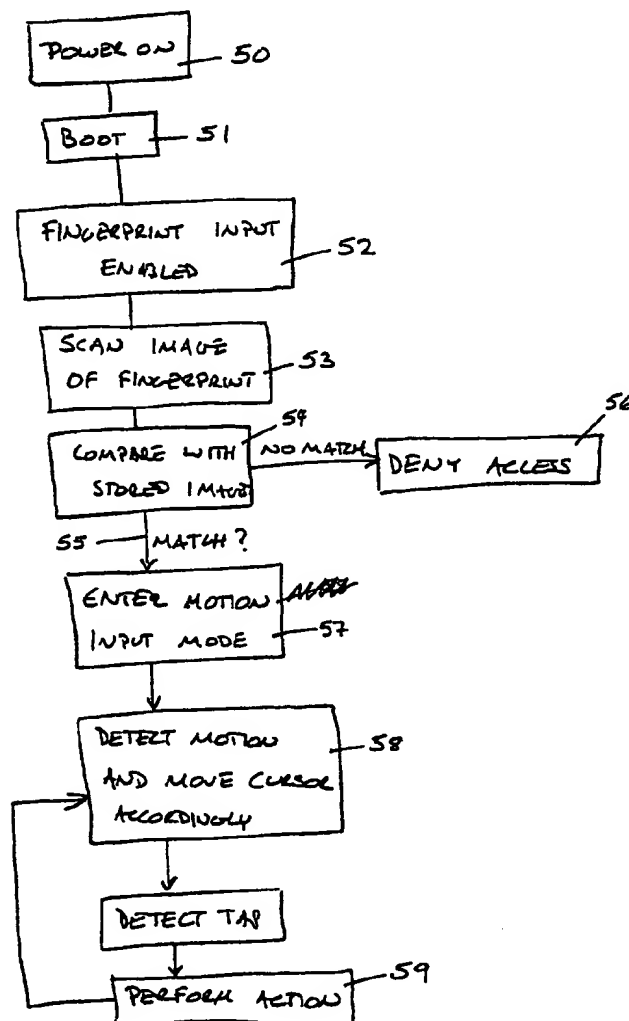 POWER ON
50
BOOT
51
FINGERPRINT INPUT
ENABLED
52
SCAN IMAGE
OF FINGERPRINT
53
54
COMPARE WITH
STORED IMAGE
NO MATCH
56
DENY ACCESS
55
MATCH?
ENTER MOTION
INPUT MODE
57
DETECT MOTION
AND MOVE CURSOR
ACCORDINGLY
58
DETECT TAP
PERFORM ACTION
59